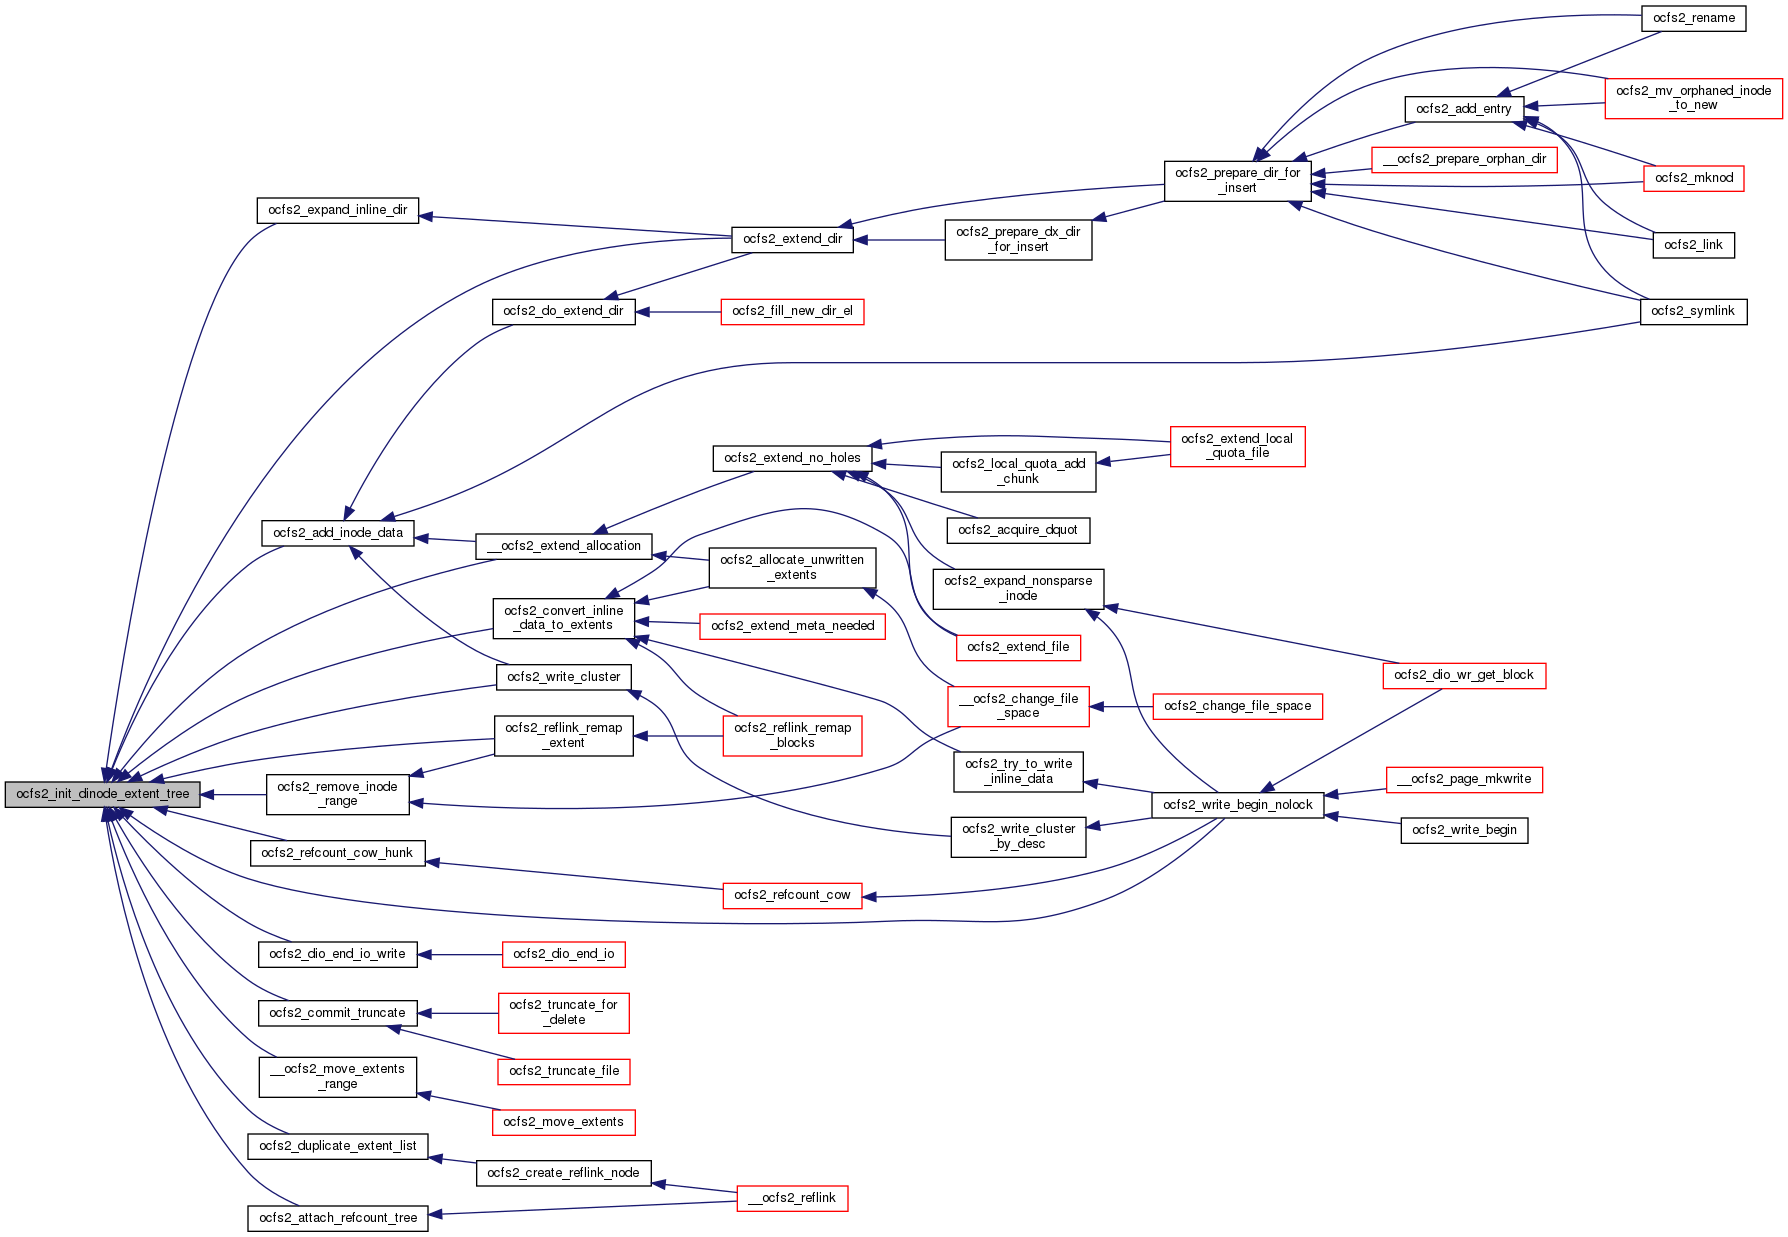 ocfs2_rename
ocfs2_mv_orphaned_inode
_to_new
ocfs2_add_entry
__ocfs2_prepare_orphan_dir
ocfs2_prepare_dir_for
_insert
ocfs2_mknod
ocfs2_expand_inline_dir
ocfs2_extend_dir
ocfs2_prepare_dx_dir
_for_insert
ocfs2_link
ocfs2_do_extend_dir
ocfs2_fill_new_dir_el
ocfs2_symlink
ocfs2_extend_no_holes
ocfs2_extend_local
_quota_file
ocfs2_local_quota_add
_chunk
ocfs2_add_inode_data
__ocfs2_extend_allocation
ocfs2_acquire_dquot
ocfs2_allocate_unwritten
_extents
ocfs2_expand_nonsparse
_inode
ocfs2_convert_inline
_data_to_extents
ocfs2_extend_meta_needed
ocfs2_extend_file
ocfs2_write_cluster
ocfs2_dio_wr_get_block
__ocfs2_change_file
_space
ocfs2_change_file_space
ocfs2_reflink_remap
_extent
ocfs2_reflink_remap
_blocks
ocfs2_try_to_write
_inline_data
ocfs2_init_dinode_extent_tree
ocfs2_remove_inode
_range
ocfs2_write_begin_nolock
__ocfs2_page_mkwrite
ocfs2_write_begin
ocfs2_write_cluster
_by_desc
ocfs2_refcount_cow_hunk
ocfs2_refcount_cow
ocfs2_dio_end_io_write
ocfs2_dio_end_io
ocfs2_commit_truncate
ocfs2_truncate_for
_delete
ocfs2_truncate_file
__ocfs2_move_extents
_range
ocfs2_move_extents
ocfs2_duplicate_extent_list
ocfs2_create_reflink_node
__ocfs2_reflink
ocfs2_attach_refcount_tree